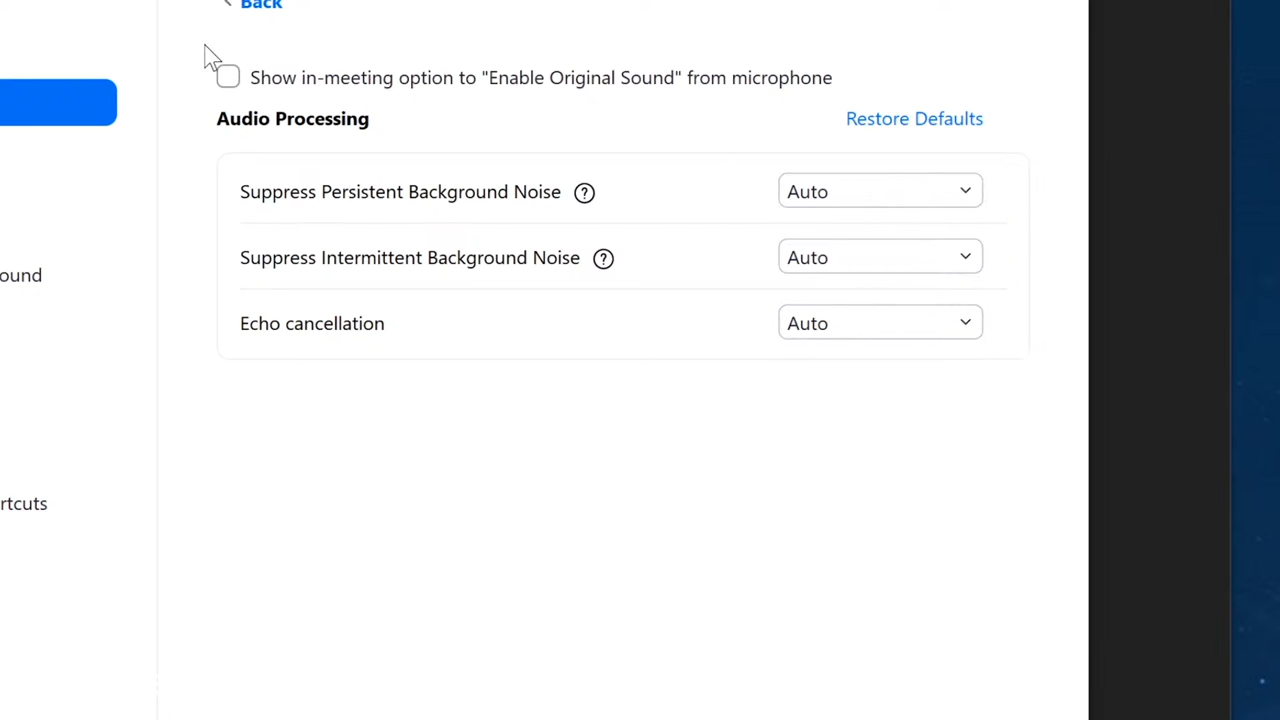 Back
Show in-meeting option to "Enable Original Sound" from microphone
Audio Processing
Restore Defaults
Suppress Persistent Background Noise
Auto
Suppress Intermittent Background Noise
Auto
Echo cancellation
Auto
ound
rtcuts